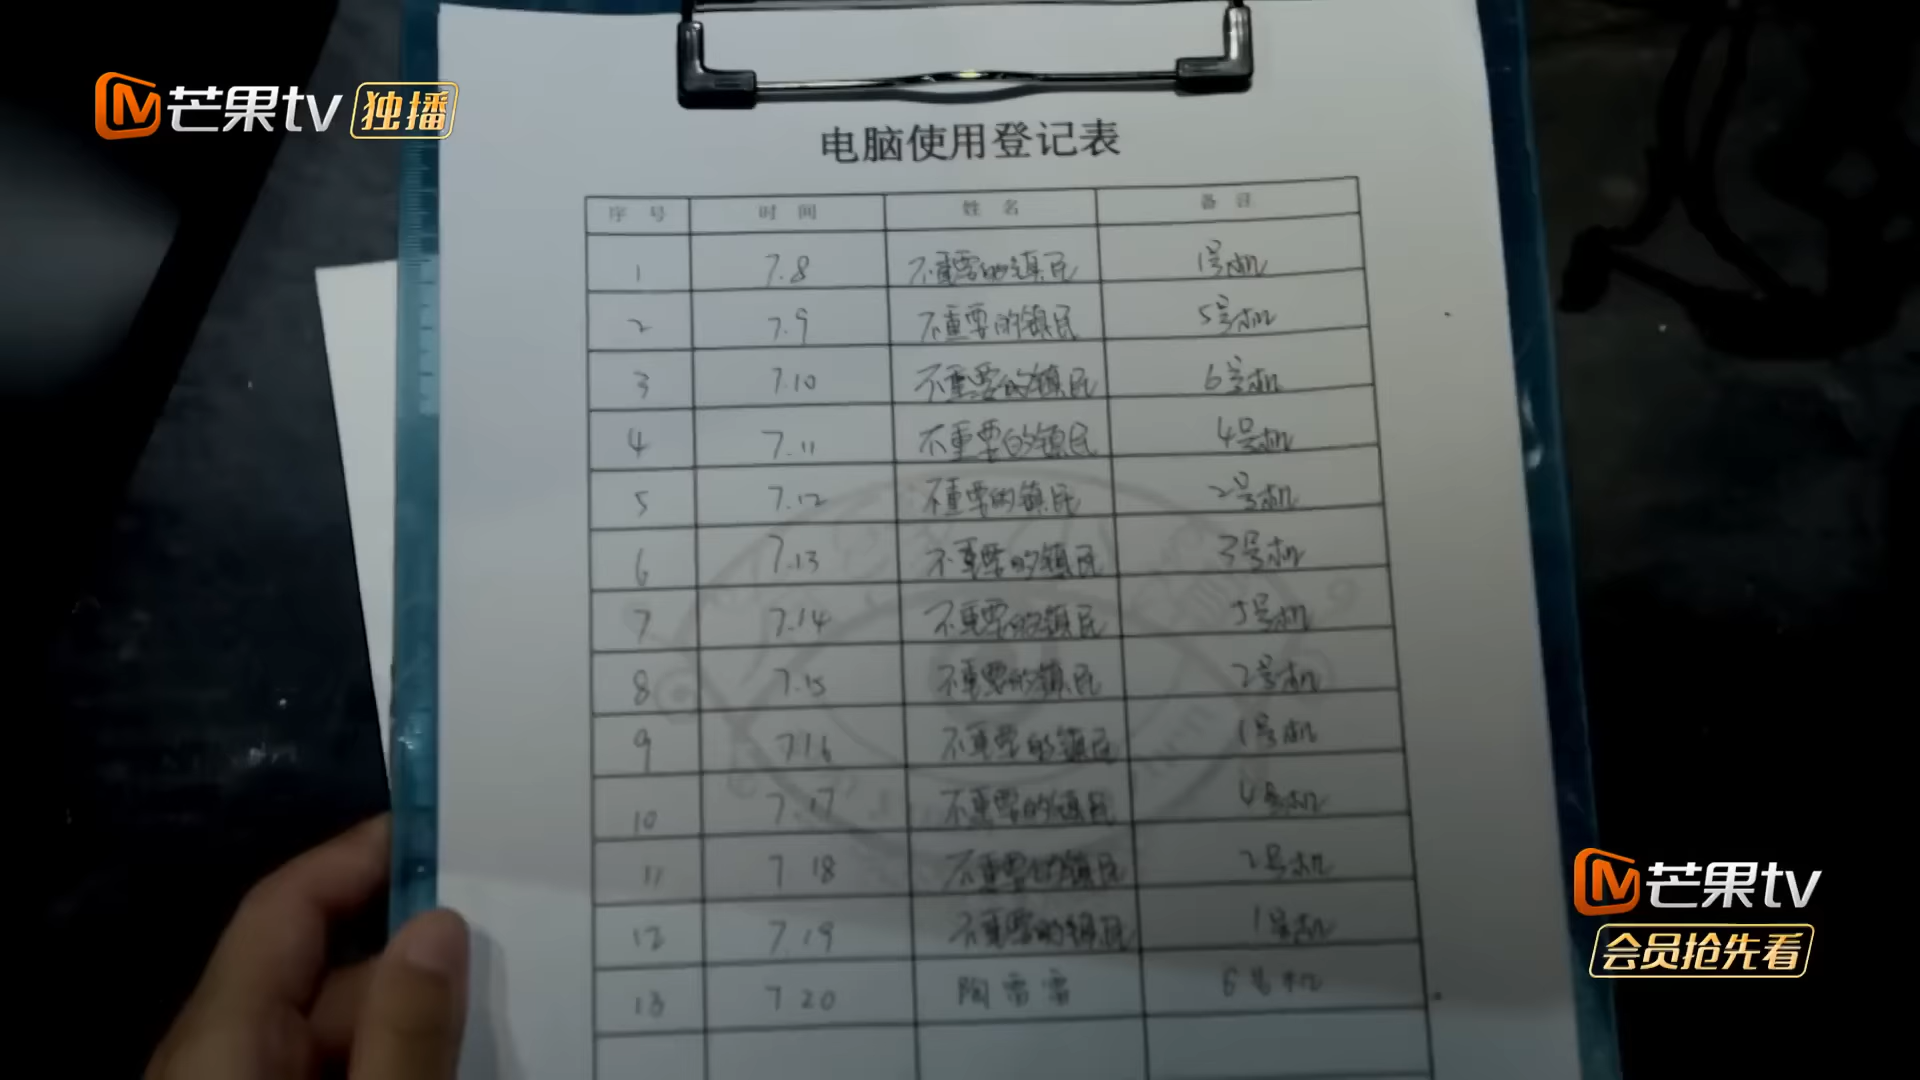 芒果tv 独播
电脑使用登记表
序号 时间 姓名 备注
1 7.8 不重要的镇民 1号机
2 7.9 不重要的镇民 5号机
3 7.10 不重要的镇民 6号机
4 7.11 不重要的镇民 4号机
5 7.12 不重要的镇民 2号机
6 7.13 不重要的镇民 3号机
7 7.14 不重要的镇民 5号机
8 7.15 不重要的镇民 2号机
9 7.16 不重要的镇民 1号机
10 7.17 不重要的镇民 4号机
11 7.18 不重要的镇民 2号机
12 7.19 不重要的镇民 1号机
13 7.20 陶雷雷 6号机
芒果tv
会员抢先看